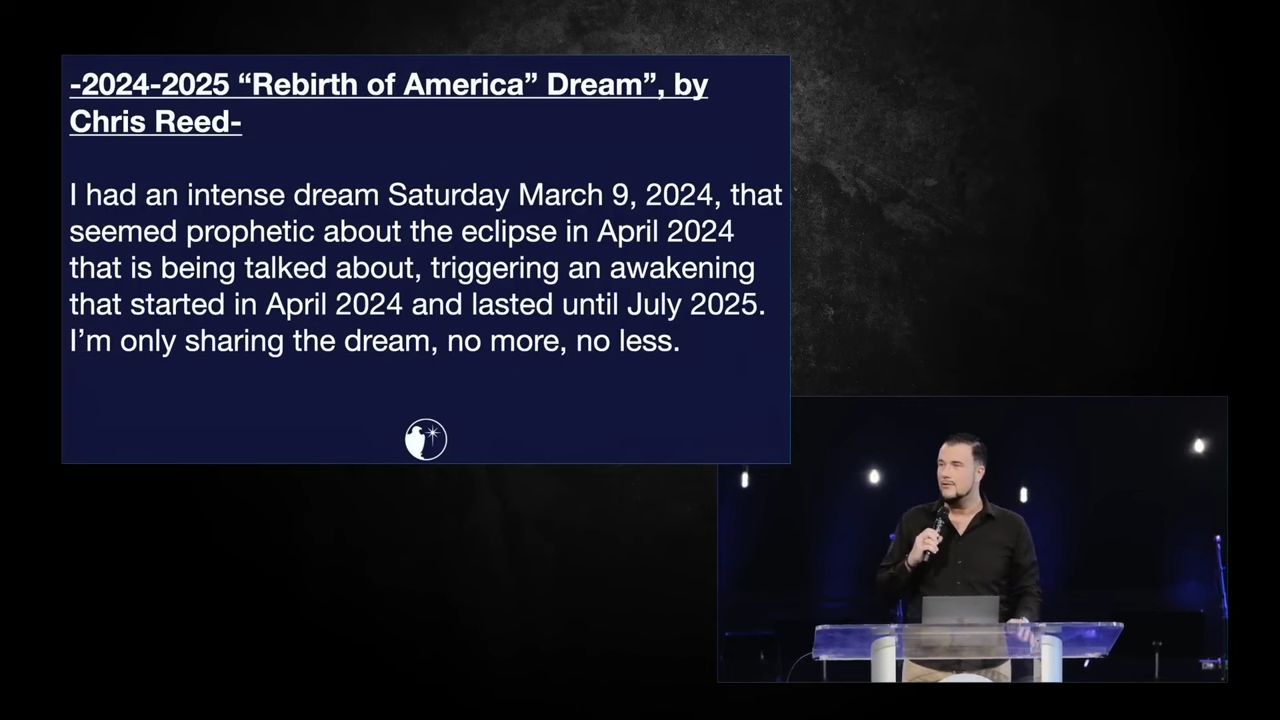 -2024-2025 “Rebirth of America” Dream”, by
Chris Reed-
I had an intense dream Saturday March 9, 2024, that
seemed prophetic about the eclipse in April 2024
that is being talked about, triggering an awakening
that started in April 2024 and lasted until July 2025.
I’m only sharing the dream, no more, no less.